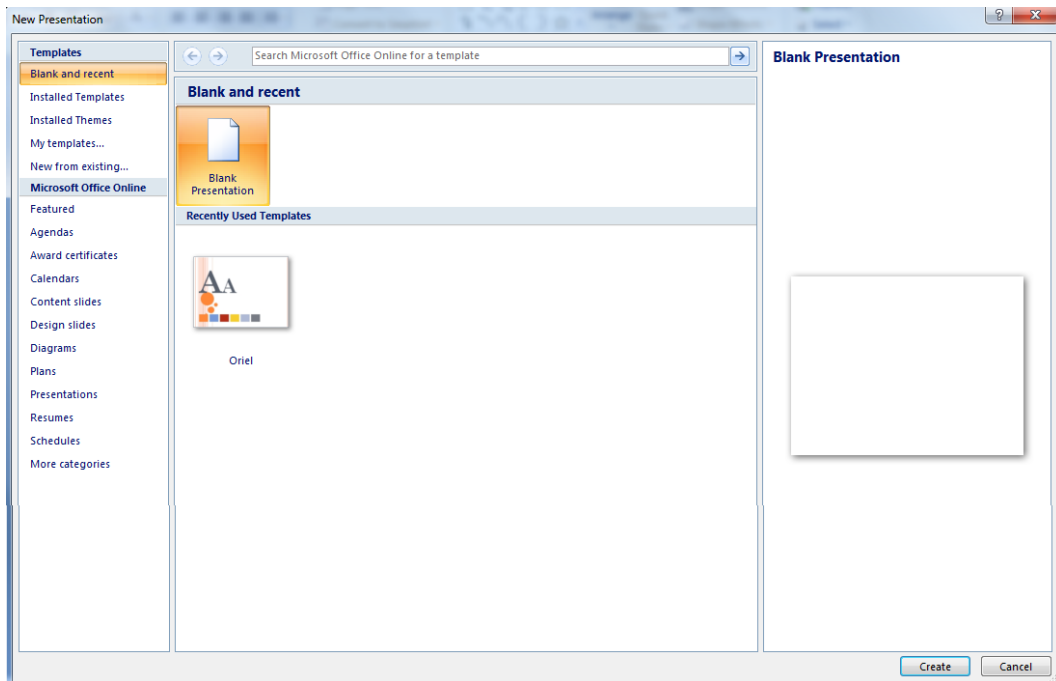 New Presentation
Templates
Blank and recent
Installed Templates
Installed Themes
My templates...
New from existing...
Microsoft Office Online
Featured
Agendas
Award certificates
Calendars
Content slides
Design slides
Diagrams
Plans
Presentations
Resumes
Schedules
More categories
Search Microsoft Office Online for a template
Blank and recent
Blank
Presentation
Recently Used Templates
AA
Oriel
Blank Presentation
Create
Cancel